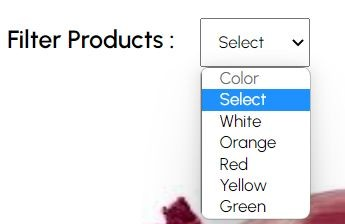 Filter Products : Select
Color
Select
White
Orange
Red
Yellow
Green